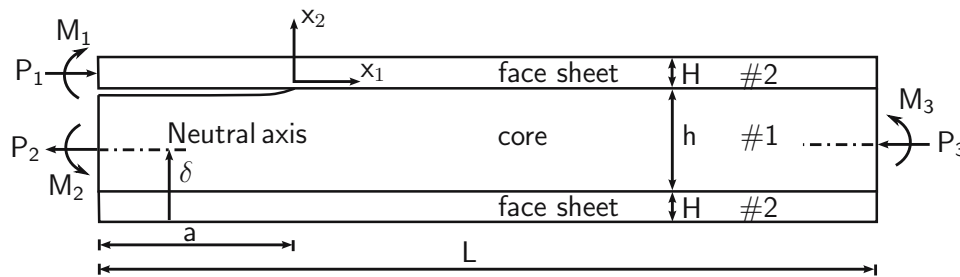 x₂
M₁
P₁
x₁
face sheet H #2
M₃
Neutral axis core h #1
P₂
P₃
M₂
δ
face sheet H #2
a
L